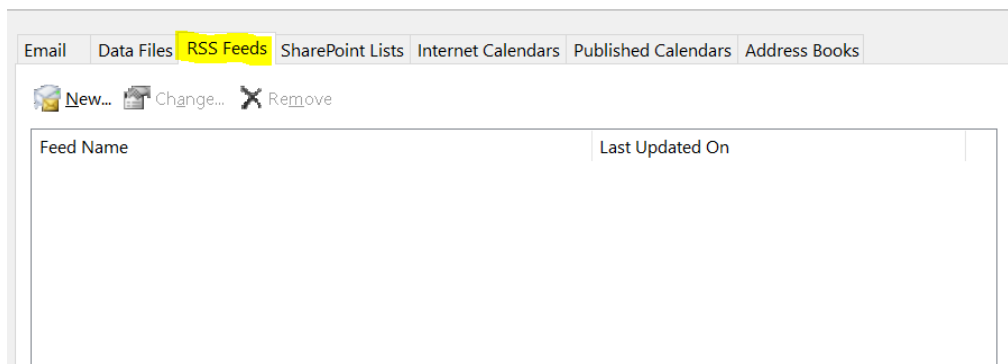 Email Data Files RSS Feeds SharePoint Lists Internet Calendars Published Calendars Address Books
New... Change... Remove
Feed Name Last Updated On